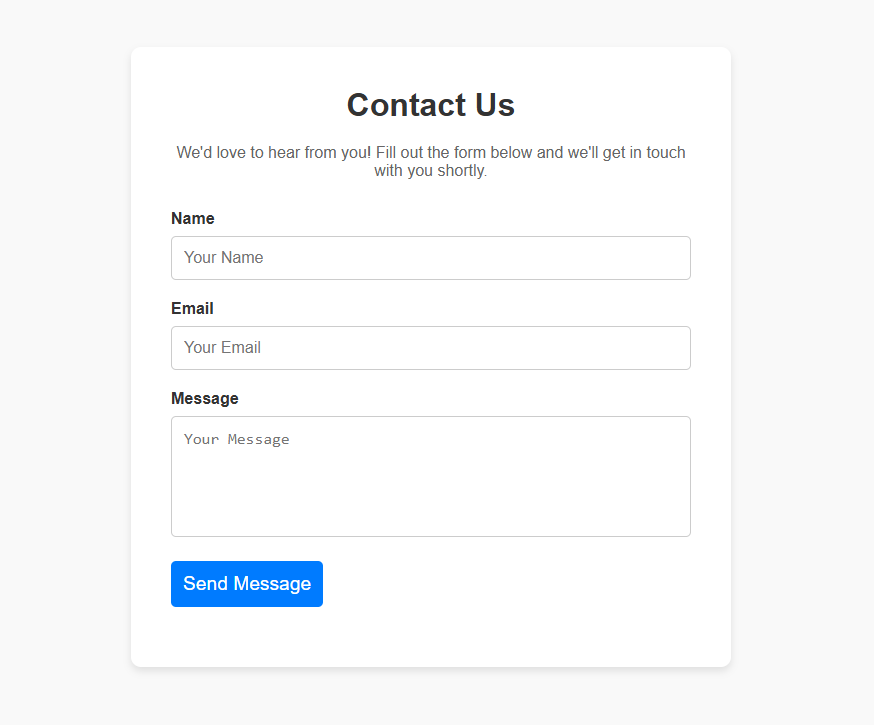 Contact Us
We'd love to hear from you! Fill out the form below and we'll get in touch
with you shortly.
Name
Your Name
Email
Your Email
Message
Your Message
Send Message